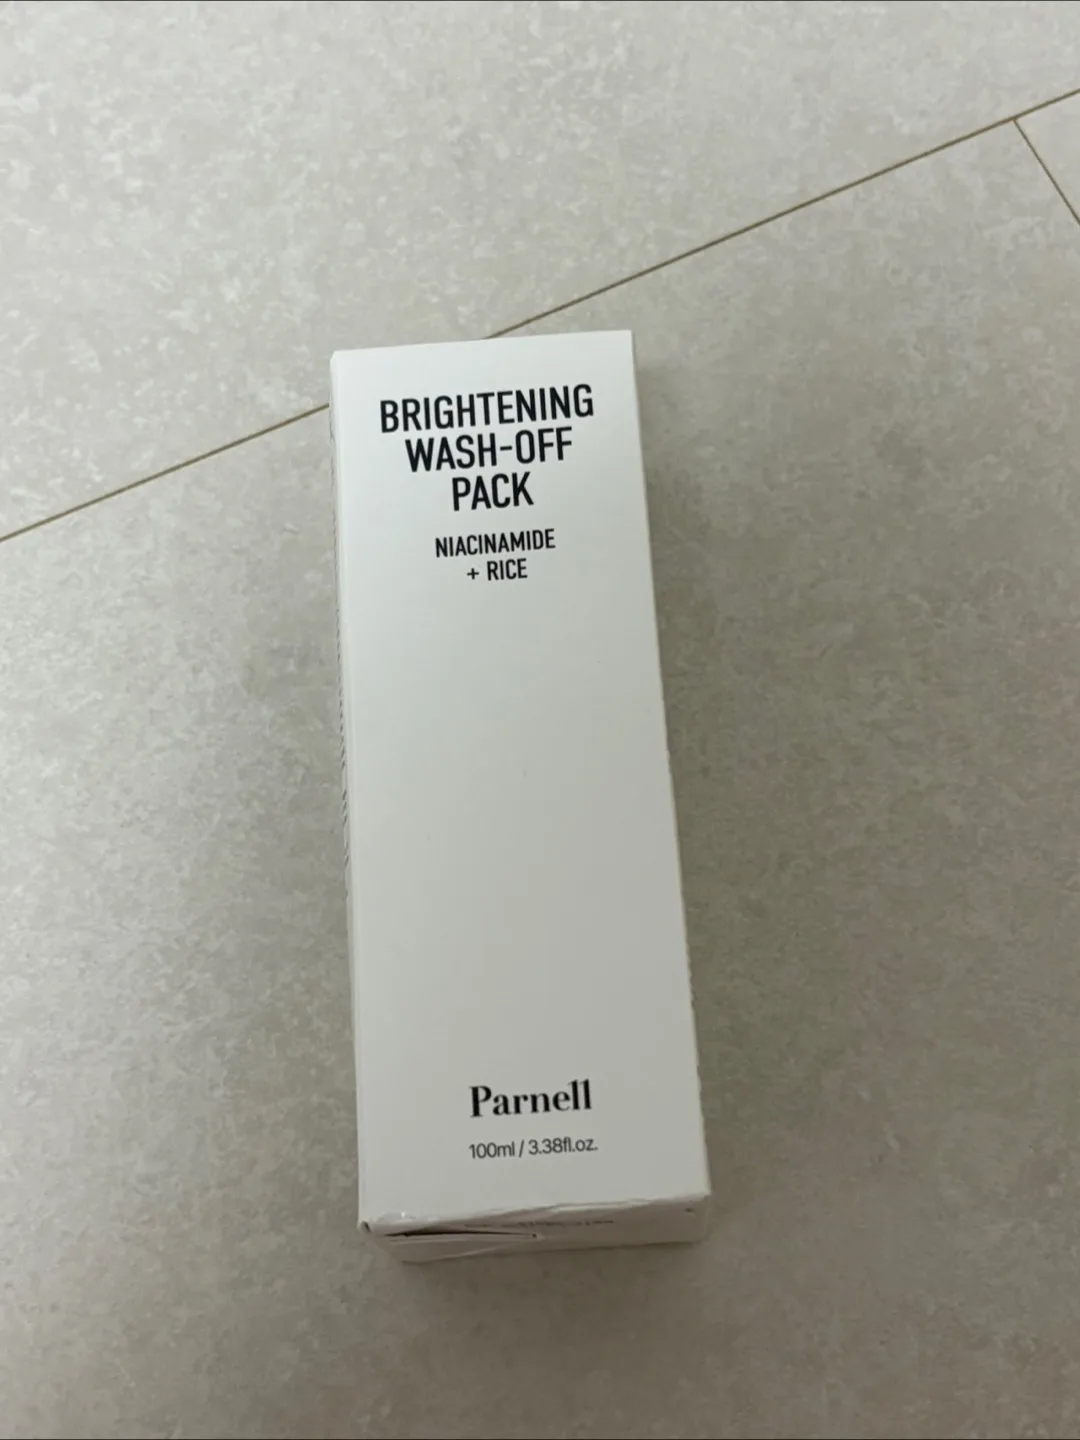 BRIGHTENING
WASH-OFF
PACK
NIACINAMIDE
+ RICE
Parnell
100ml / 3.38fl.oz.